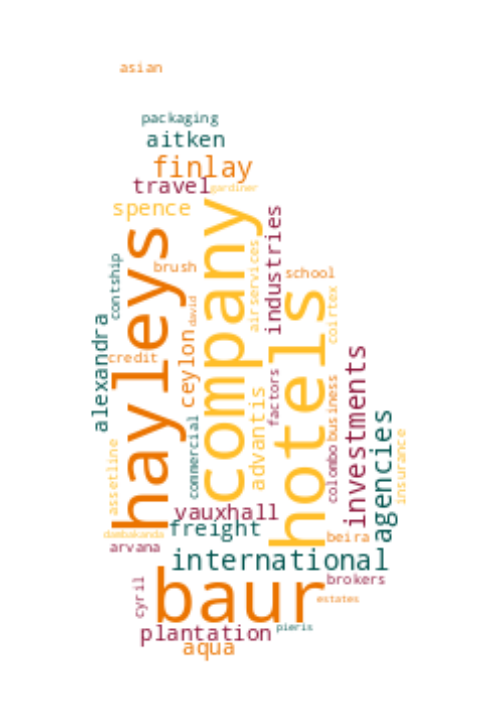 asian
packaging
aitken
finlay
travel
gardiner
spence
hayleys
company
industries
contship
brush
airservices
school
hotels
coirtex
david
alexandra
credit
ceylon
investments
factors
business
advantis
agencies
commercial
assetline
colombo
insurance
vauxhall
freight
dambakanda
beira
arvana
international
baur
brokers
cyril
estates
plantation
pieris
aqua